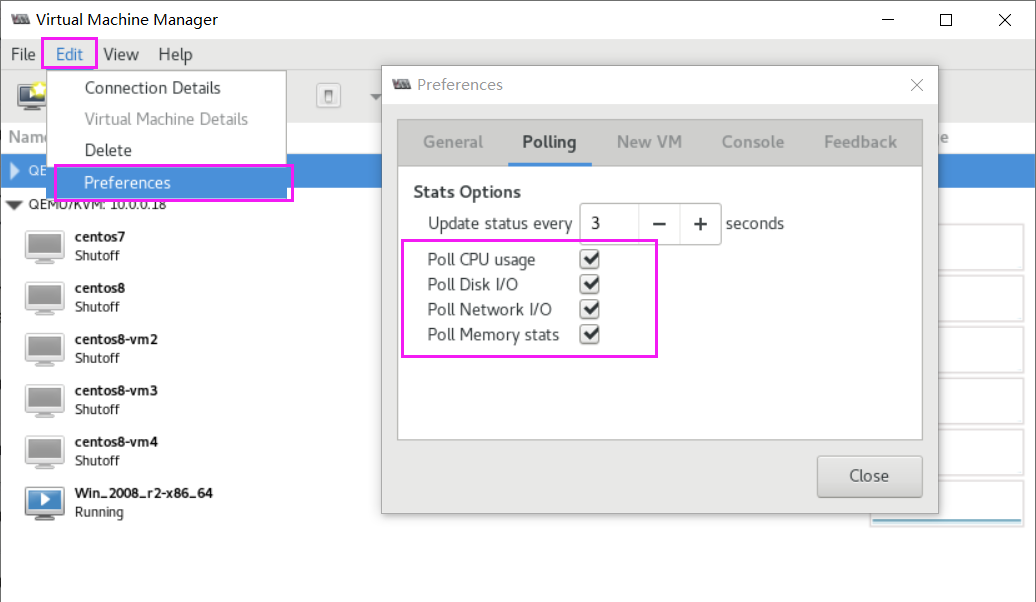 Virtual Machine Manager
File Edit View Help
Connection Details
Virtual Machine Details
Delete
Preferences
Name
QE
QEMU/KVM: 10.0.0.18
centos7
Shutoff
centos8
Shutoff
centos8-vm2
Shutoff
centos8-vm3
Shutoff
centos8-vm4
Shutoff
Win_2008_r2-x86_64
Running
Preferences
General Polling New VM Console Feedback
Stats Options
Update status every 3 − + seconds
Poll CPU usage
Poll Disk I/O
Poll Network I/O
Poll Memory stats
Close